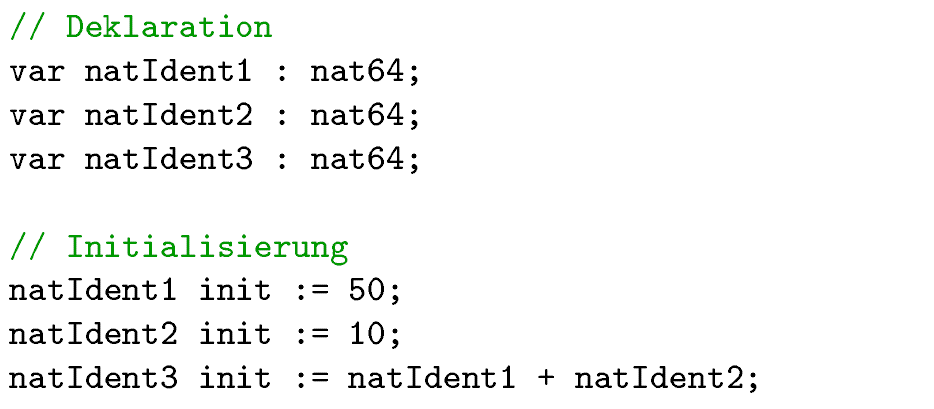 // Deklaration
var natIdent1 : nat64;
var natIdent2 : nat64;
var natIdent3 : nat64;

// Initialisierung
natIdent1 init := 50;
natIdent2 init := 10;
natIdent3 init := natIdent1 + natIdent2;